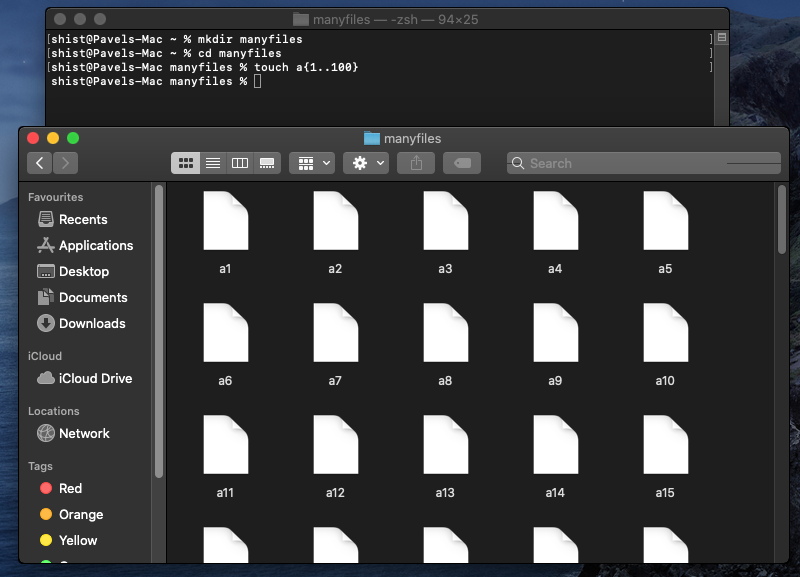 manyfiles — -zsh — 94×25
[shist@Pavels-Mac ~ % mkdir manyfiles ]
[shist@Pavels-Mac ~ % cd manyfiles ]
[shist@Pavels-Mac manyfiles % touch a{1..100} ]
shist@Pavels-Mac manyfiles %
manyfiles
Search
Favourites
Recents
Applications
Desktop
Documents
Downloads
iCloud
iCloud Drive
Locations
Network
Tags
Red
Orange
Yellow
a1 a2 a3 a4 a5
a6 a7 a8 a9 a10
a11 a12 a13 a14 a15